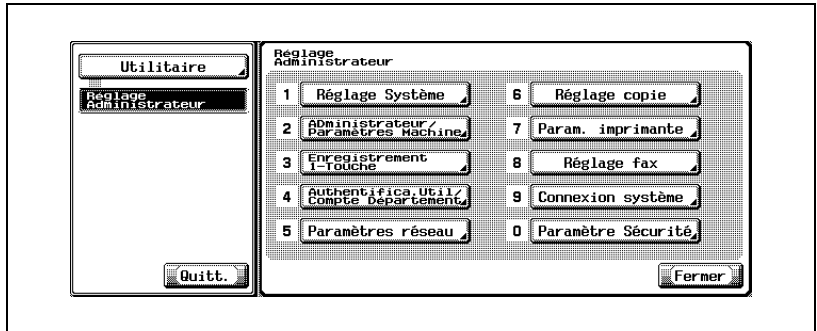 Utilitaire
Réglage
Administrateur
Quitt.
Réglage
Administrateur
1 Réglage Système
2 ADministrateur/
Paramètres Machine
3 Enregistrement
1-Touche
4 Authentifica.Util/
Compte Département
5 Paramètres réseau
6 Réglage copie
7 Param. imprimante
8 Réglage fax
9 Connexion système
0 Paramètre Sécurité
Fermer